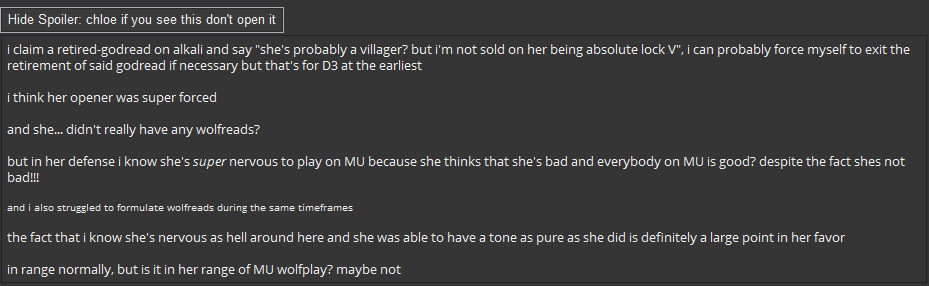 Hide Spoiler: chloe if you see this don't open it
i claim a retired-godread on alkali and say "she's probably a villager? but i'm not sold on her being absolute lock V", i can probably force myself to exit the
retirement of said godread if necessary but that's for D3 at the earliest
i think her opener was super forced
and she... didn't really have any wolfreads?
but in her defense i know she's super nervous to play on MU because she thinks that she's bad and everybody on MU is good? despite the fact shes not
bad!!!
and i also struggled to formulate wolfreads during the same timeframes
the fact that i know she's nervous as hell around here and she was able to have a tone as pure as she did is definitely a large point in her favor
in range normally, but is it in her range of MU wolfplay? maybe not